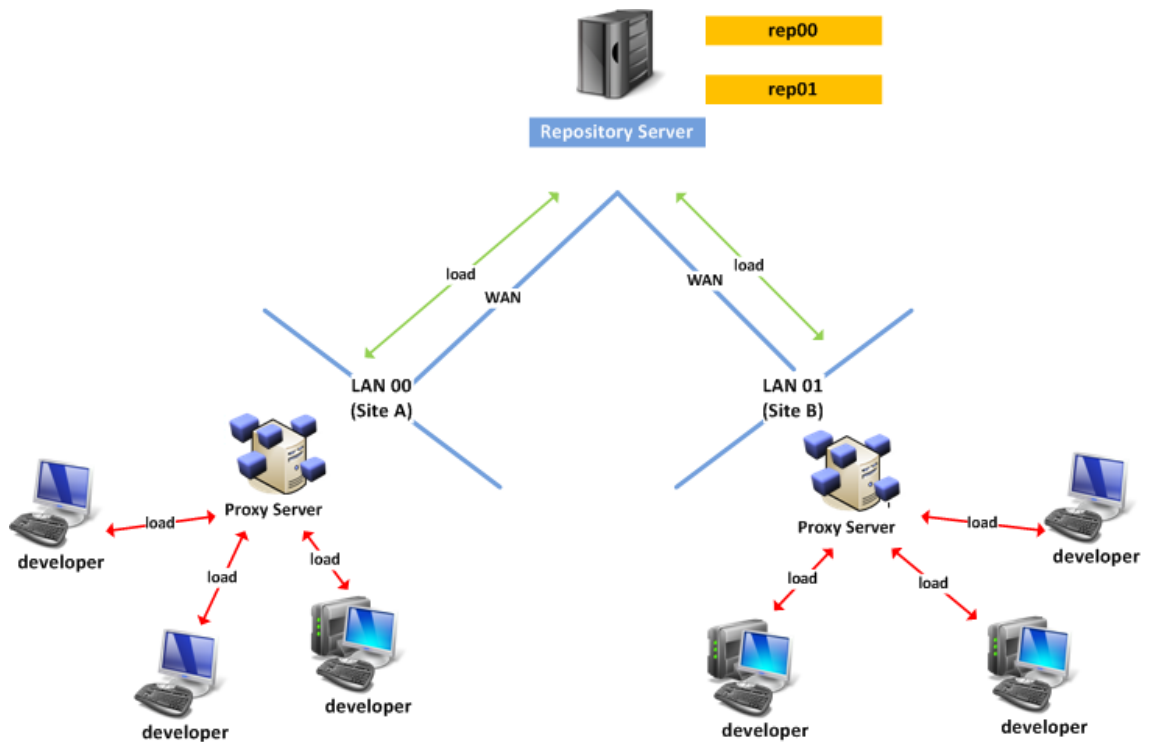 rep00
rep01
Repository Server
load
load
WAN
WAN
LAN 00
(Site A)
LAN 01
(Site B)
Proxy Server
Proxy Server
load
load
load
load
load
load
developer
developer
developer
developer
developer
developer